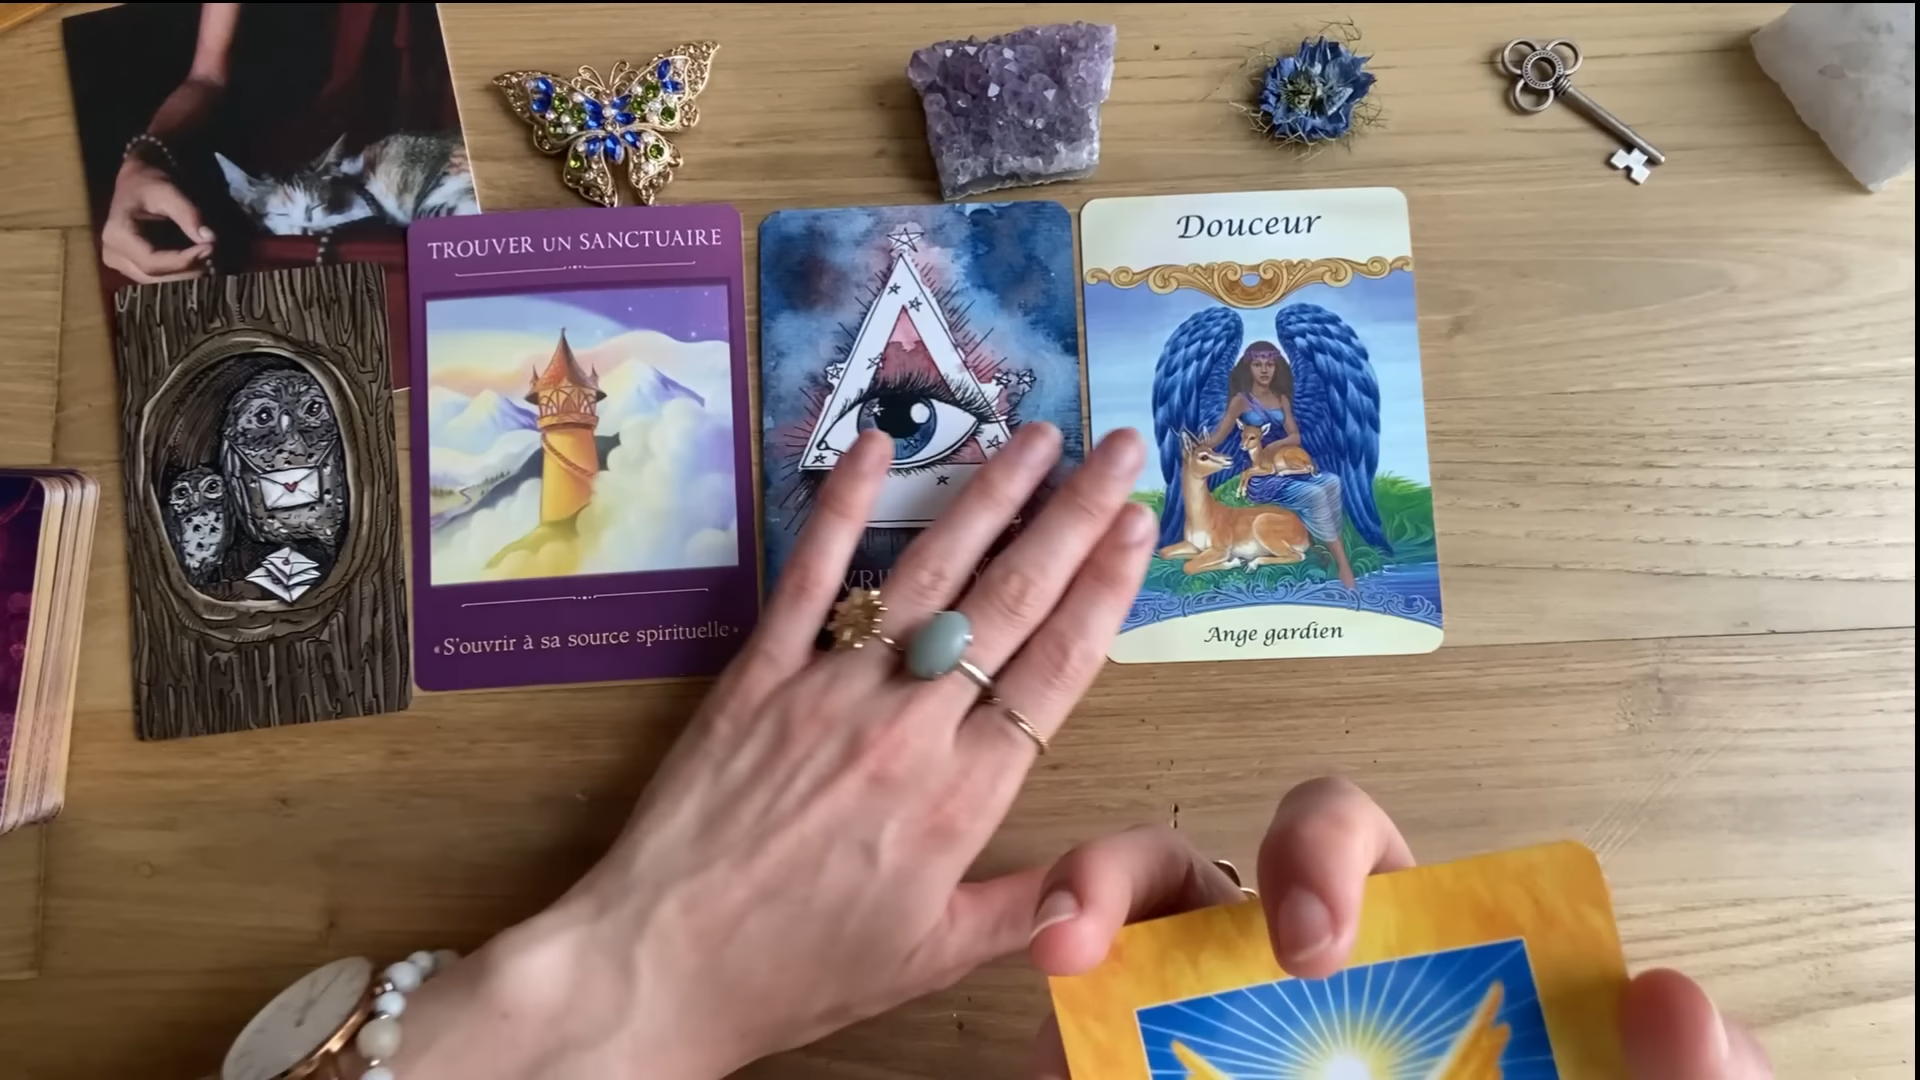 TROUVER UN SANCTUAIRE
«S'ouvrir à sa source spirituelle»
Douceur
Ange gardien